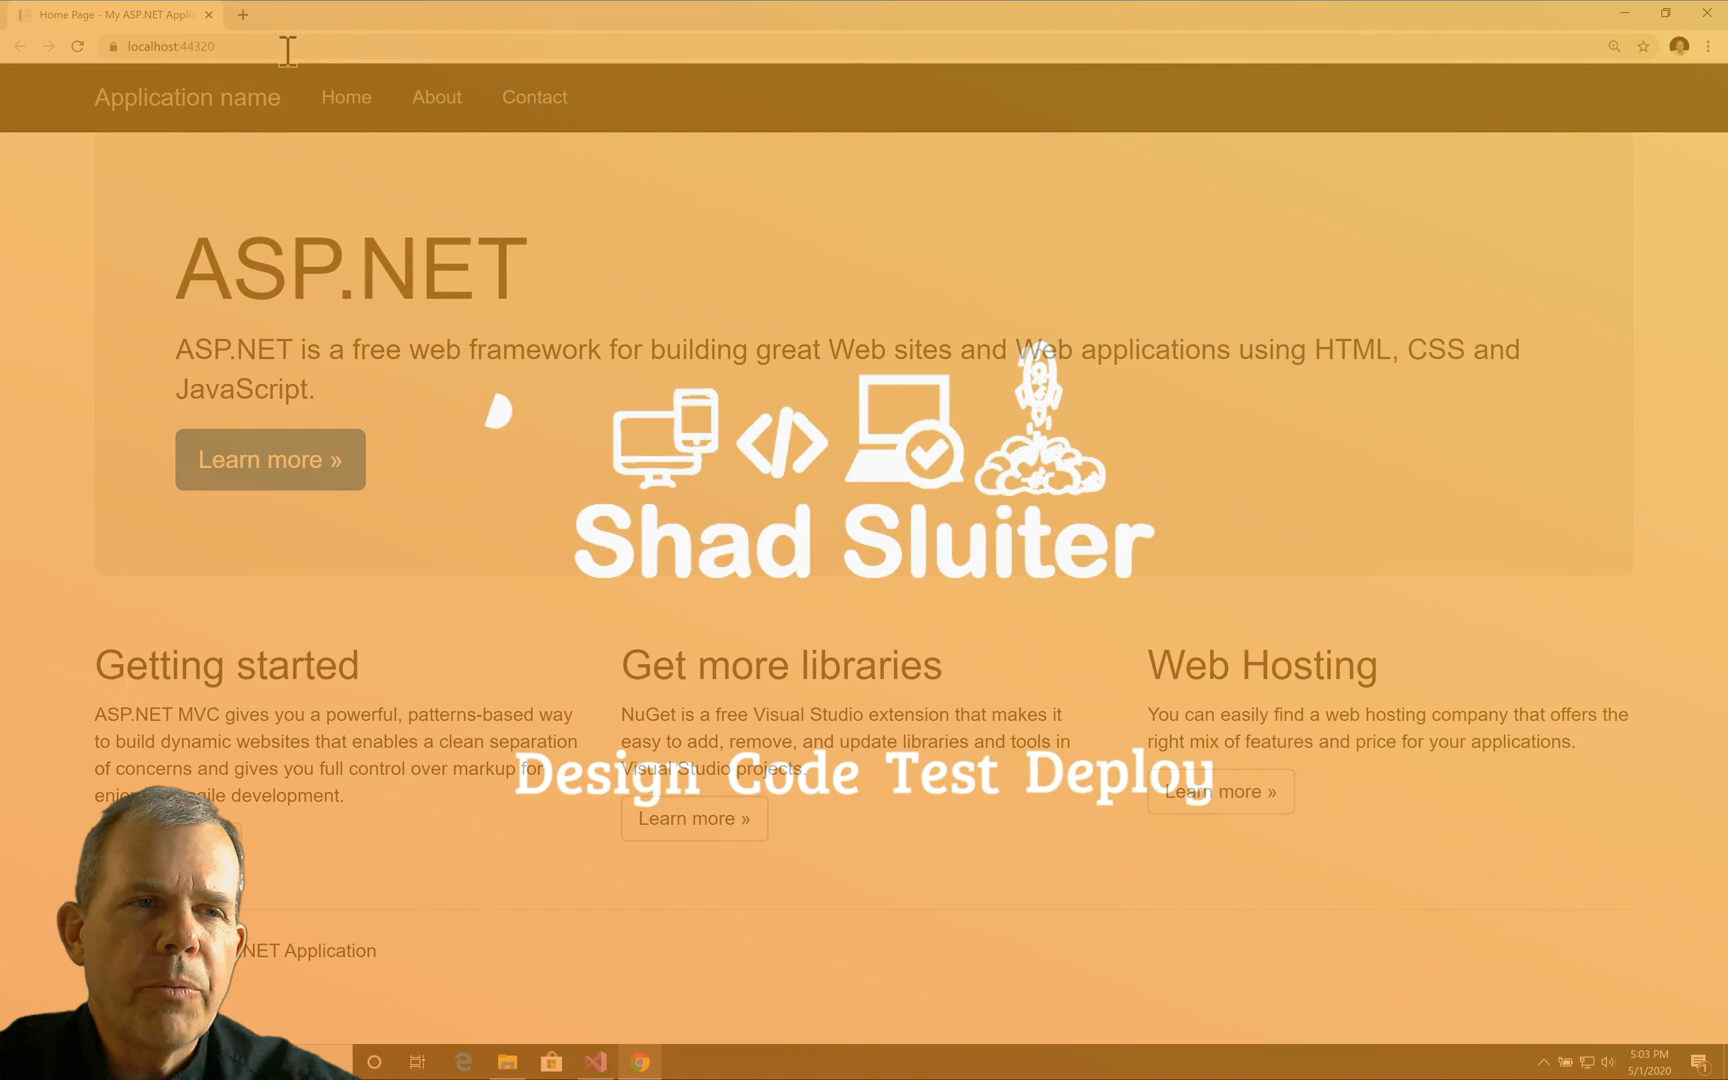 Home Page - My ASP.NET Applic
localhost:44320
Application name Home About Contact
ASP.NET
ASP.NET is a free web framework for building great Web sites and Web applications using HTML, CSS and
JavaScript.
Learn more »
Shad Sluiter
Getting started
ASP.NET MVC gives you a powerful, patterns-based way
to build dynamic websites that enables a clean separation
of concerns and gives you full control over markup for
agile development.
Get more libraries
NuGet is a free Visual Studio extension that makes it
easy to add, remove, and update libraries and tools in
Visual Studio projects.
Learn more »
Web Hosting
You can easily find a web hosting company that offers the
right mix of features and price for your applications.
Learn more »
Design Code Test Deploy
.NET Application
5:03 PM
5/1/2020
1